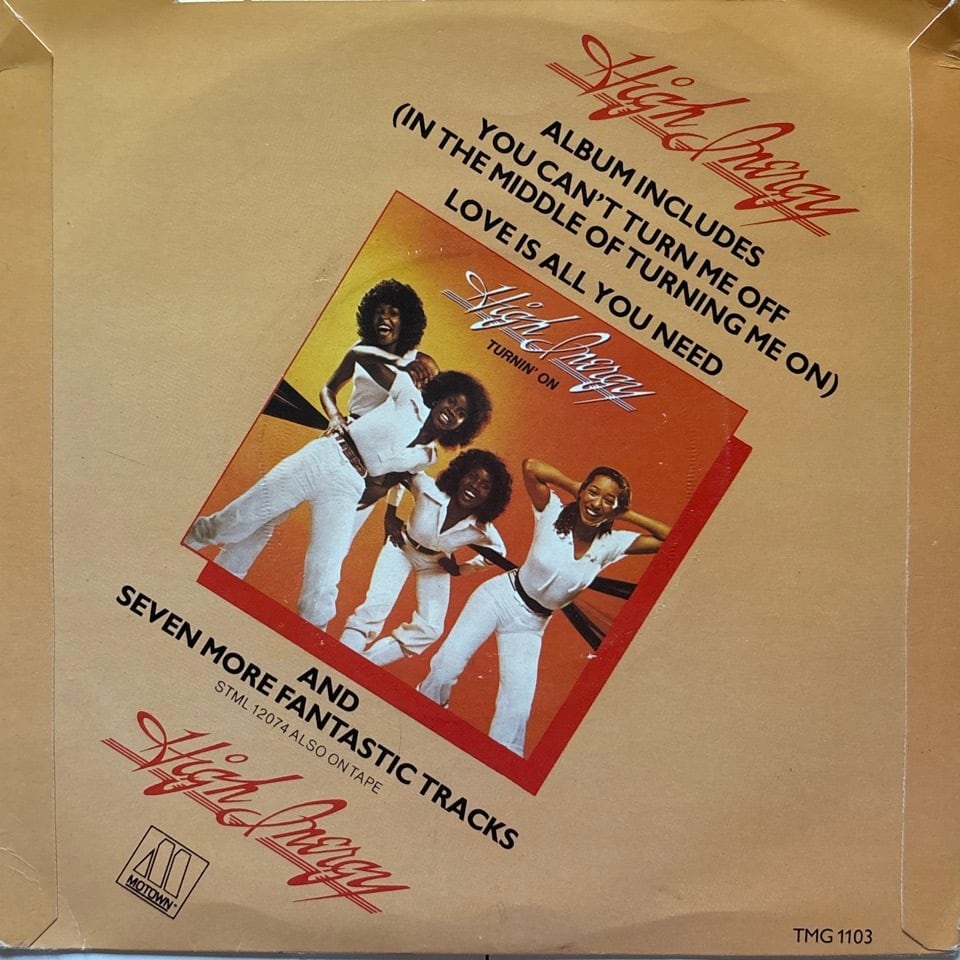 High Inergy
ALBUM INCLUDES
YOU CAN'T TURN ME OFF
(IN THE MIDDLE OF TURNING ME ON)
LOVE IS ALL YOU NEED
High Inergy
TURNIN' ON
AND
SEVEN MORE FANTASTIC TRACKS
STML 12074 ALSO ON TAPE
High Inergy
MOTOWN
TMG 1103